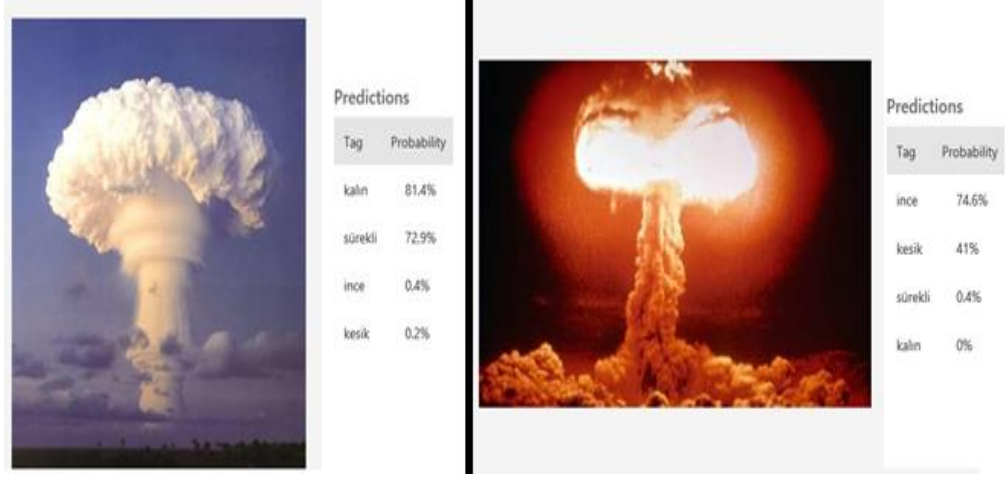 Predictions
Tag Probability
kalın 81.4%
sürekli 72.9%
ince 0.4%
kesik 0.2%
Predictions
Tag Probability
ince 74.6%
kesik 41%
sürekli 0.4%
kalın 0%